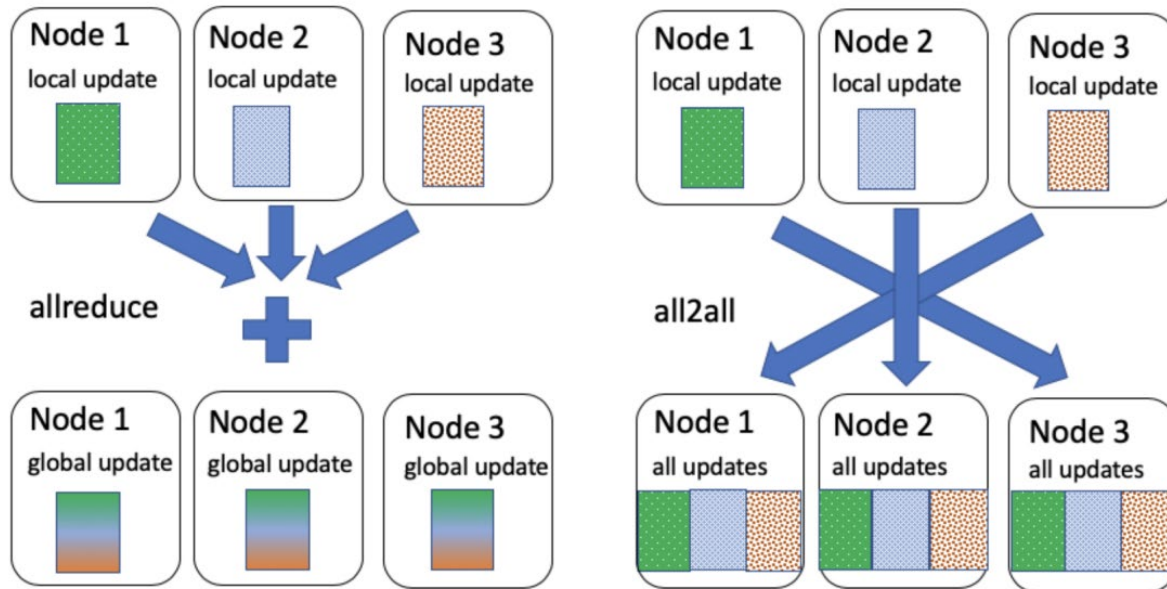 Node 1
local update
Node 2
local update
Node 3
local update
allreduce
Node 1
global update
Node 2
global update
Node 3
global update
Node 1
local update
Node 2
local update
Node 3
local update
all2all
Node 1
all updates
Node 2
all updates
Node 3
all updates